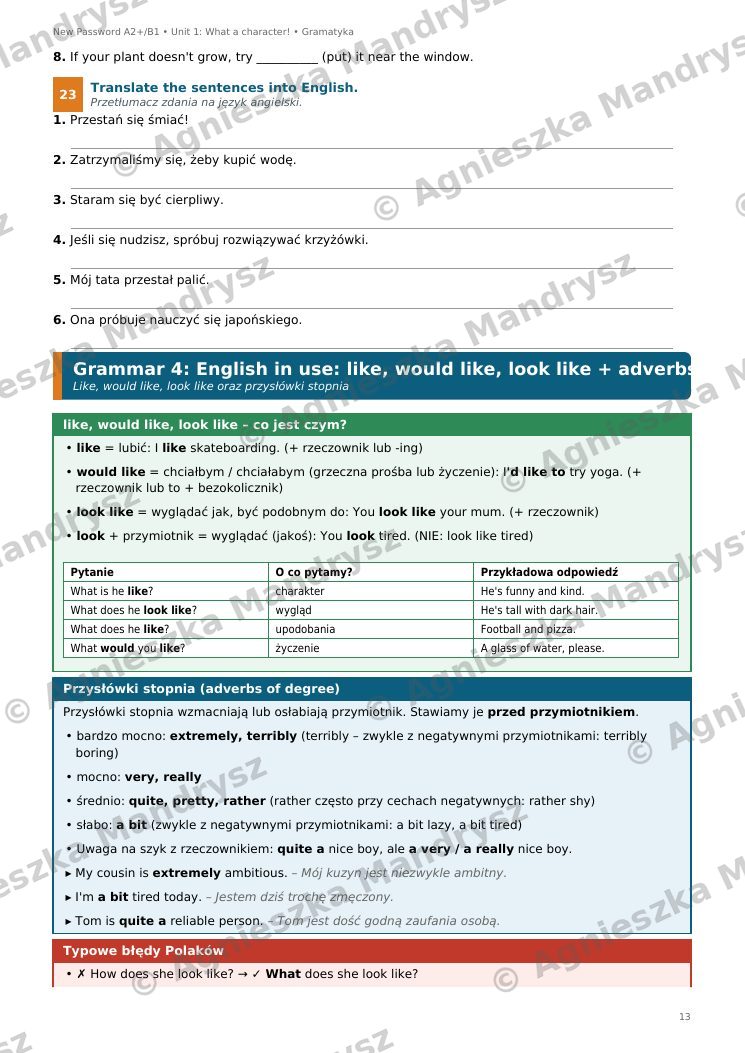 New Password A2+/B1 • Unit 1: What a character! • Gramatyka
8. If your plant doesn't grow, try __________ (put) it near the window.
23 Translate the sentences into English.
Przetłumacz zdania na język angielski.
1. Przestań się śmiać!
2. Zatrzymaliśmy się, żeby kupić wodę.
3. Staram się być cierpliwy.
4. Jeśli się nudzisz, spróbuj rozwiązywać krzyżówki.
5. Mój tata przestał palić.
6. Ona próbuje nauczyć się japońskiego.
Grammar 4: English in use: like, would like, look like + adverbs
Like, would like, look like oraz przysłówki stopnia
like, would like, look like – co jest czym?
• like = lubić: I like skateboarding. (+ rzeczownik lub -ing)
• would like = chciałbym / chciałabym (grzeczna prośba lub życzenie): I'd like to try yoga. (+
rzeczownik lub to + bezokolicznik)
• look like = wyglądać jak, być podobnym do: You look like your mum. (+ rzeczownik)
• look + przymiotnik = wyglądać (jakoś): You look tired. (NIE: look like tired)
Pytanie O co pytamy? Przykładowa odpowiedź
What is he like? charakter He's funny and kind.
What does he look like? wygląd He's tall with dark hair.
What does he like? upodobania Football and pizza.
What would you like? życzenie A glass of water, please.
Przysłówki stopnia (adverbs of degree)
Przysłówki stopnia wzmacniają lub osłabiają przymiotnik. Stawiamy je przed przymiotnikiem.
• bardzo mocno: extremely, terribly (terribly – zwykle z negatywnymi przymiotnikami: terribly
boring)
• mocno: very, really
• średnio: quite, pretty, rather (rather często przy cechach negatywnych: rather shy)
• słabo: a bit (zwykle z negatywnymi przymiotnikami: a bit lazy, a bit tired)
• Uwaga na szyk z rzeczownikiem: quite a nice boy, ale a very / a really nice boy.
▸ My cousin is extremely ambitious. – Mój kuzyn jest niezwykle ambitny.
▸ I'm a bit tired today. – Jestem dziś trochę zmęczony.
▸ Tom is quite a reliable person. – Tom jest dość godną zaufania osobą.
Typowe błędy Polaków
• ✗ How does she look like? → ✓ What does she look like?
13
© Agnieszka Mandrysz